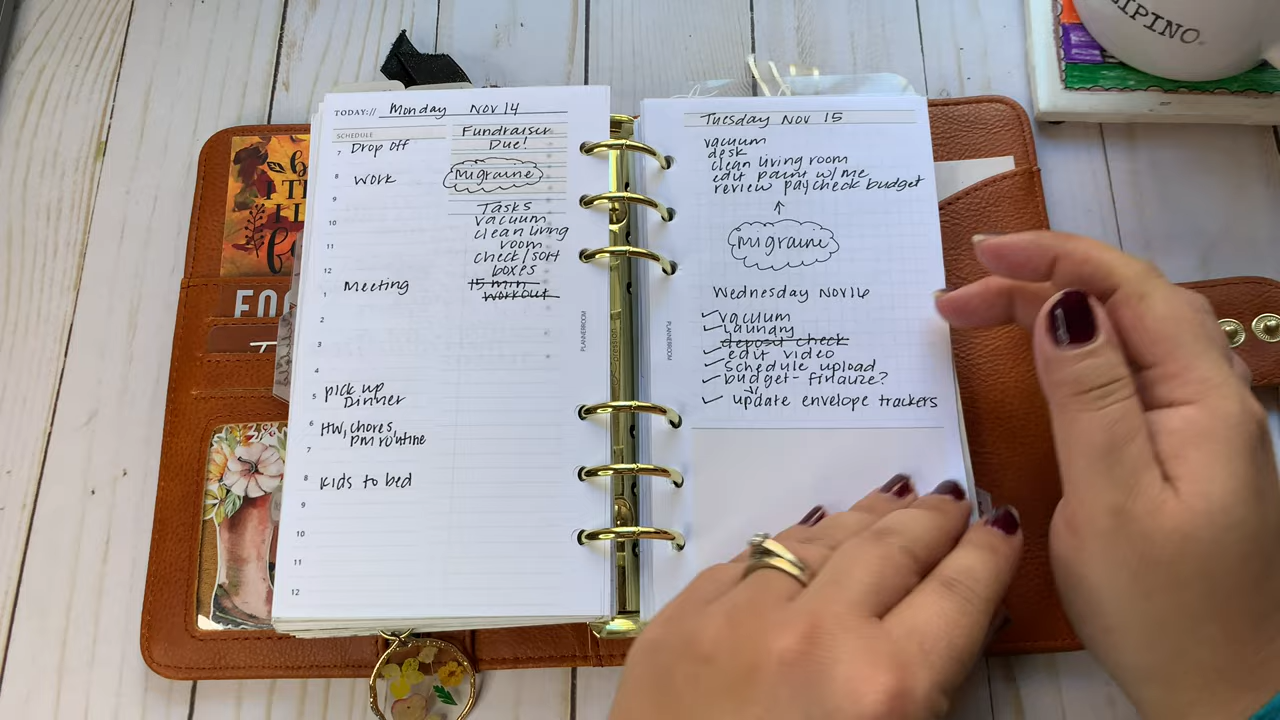 TODAY:// Monday Nov 14
SCHEDULE
7 Drop off
8 WORK
9
10
11
12
1 Meeting
2
3
4
5 pick up
Dinner
6 HW, chores,
7 pm routine
8 Kids to bed
9
10
11
12
Fundraiser
Due!
Migraine
Tasks
vacuum
clean living
room
check/sort
boxes
15 min
workout
PLANNERROOM
PLANNERROOM
Tuesday Nov 15
vacuum
desk
clean living room
edit paint w/me
review paycheck budget
Migraine
Wednesday Nov 16
✓ vacuum
✓ laundry
deposit check
✓ edit video
✓ schedule upload
✓ budget - finalize?
✓ update envelope trackers
IPINO